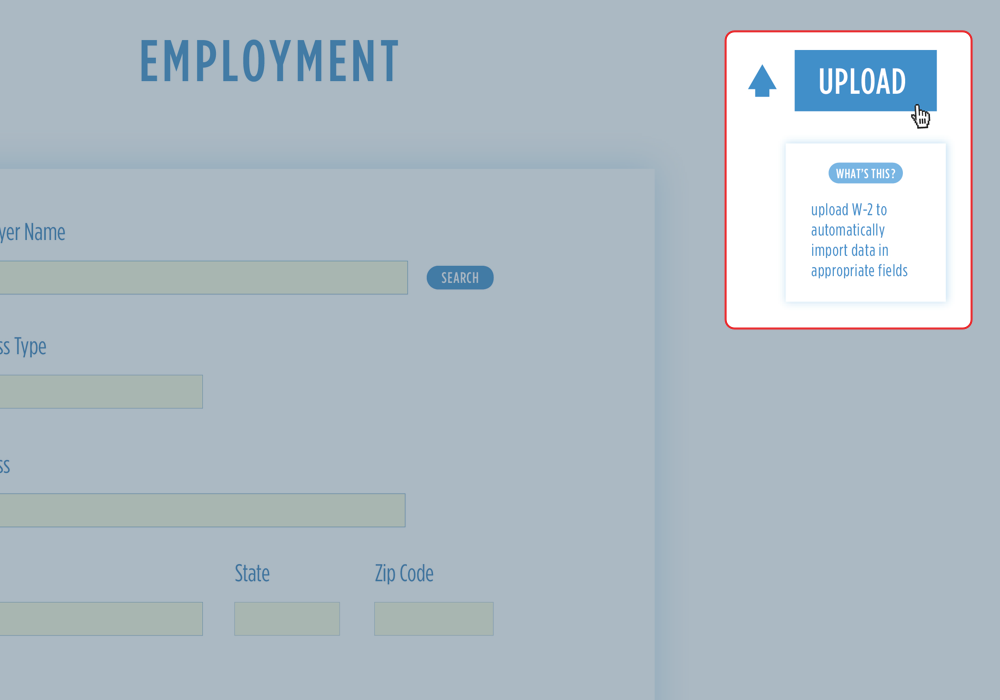 EMPLOYMENT
UPLOAD
WHAT'S THIS?
upload W-2 to
automatically
import data in
appropriate fields
yer Name
SEARCH
ss Type
ss
State Zip Code